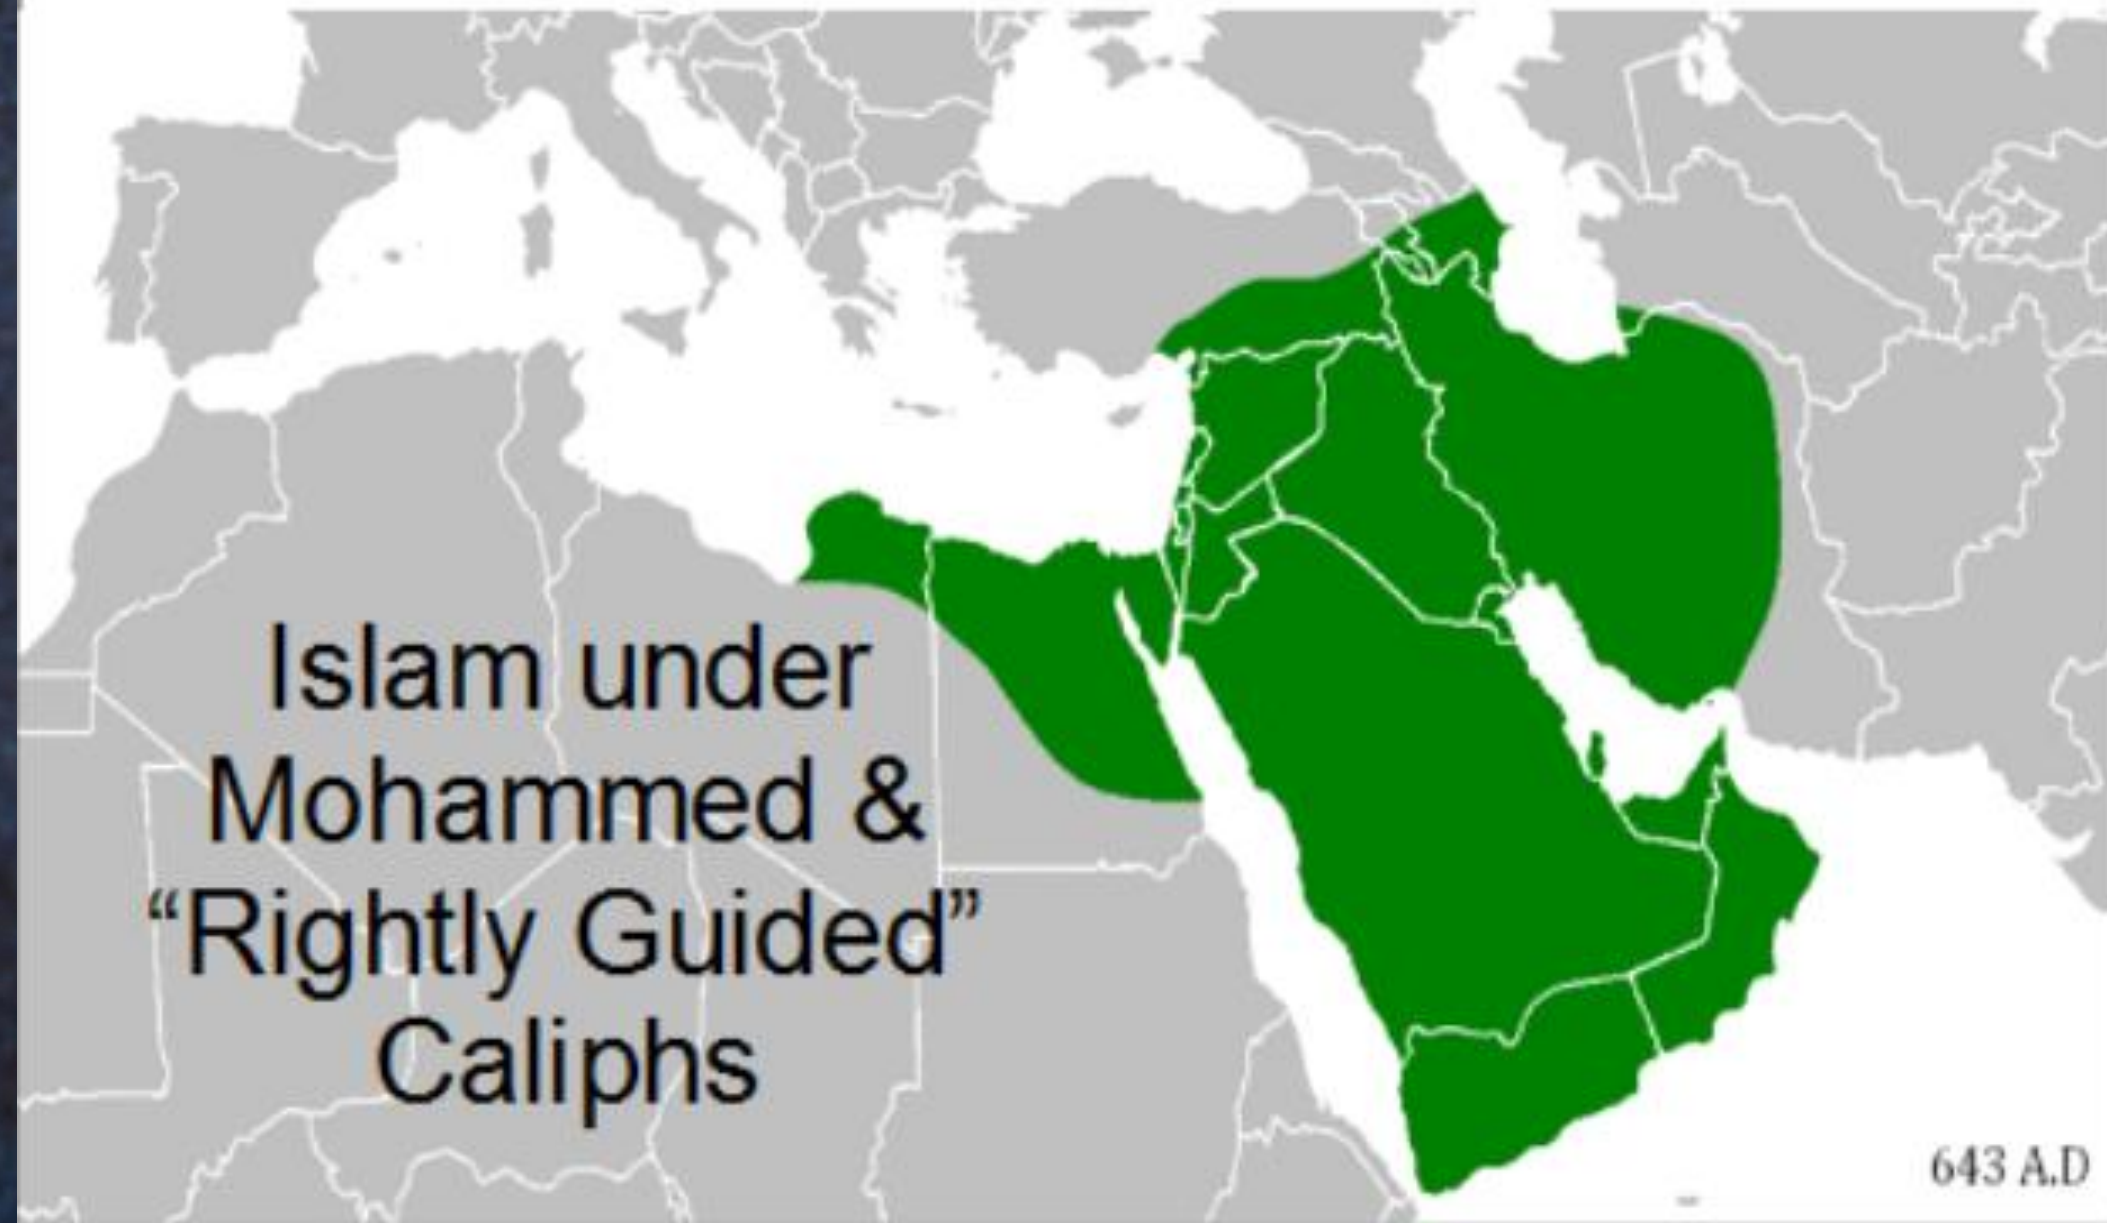 Islam under
Mohammed &
“Rightly Guided”
Caliphs
643 A.D